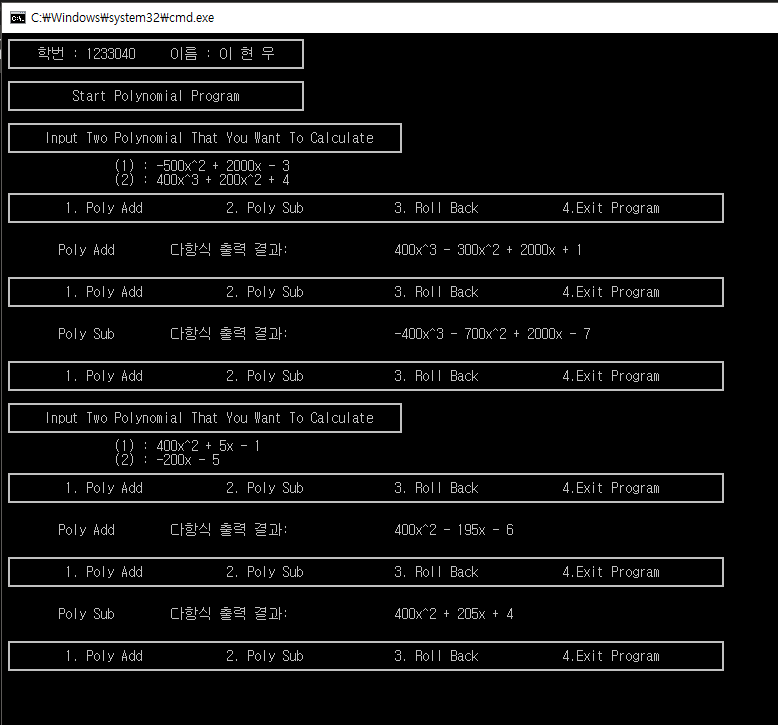 C:₩Windows₩system32₩cmd.exe
학번 : 1233040 이름 : 이 현 우
Start Polynomial Program
Input Two Polynomial That You Want To Calculate
(1) : -500x^2 + 2000x - 3
(2) : 400x^3 + 200x^2 + 4
1. Poly Add 2. Poly Sub 3. Roll Back 4.Exit Program
Poly Add 다항식 출력 결과: 400x^3 - 300x^2 + 2000x + 1
1. Poly Add 2. Poly Sub 3. Roll Back 4.Exit Program
Poly Sub 다항식 출력 결과: -400x^3 - 700x^2 + 2000x - 7
1. Poly Add 2. Poly Sub 3. Roll Back 4.Exit Program
Input Two Polynomial That You Want To Calculate
(1) : 400x^2 + 5x - 1
(2) : -200x - 5
1. Poly Add 2. Poly Sub 3. Roll Back 4.Exit Program
Poly Add 다항식 출력 결과: 400x^2 - 195x - 6
1. Poly Add 2. Poly Sub 3. Roll Back 4.Exit Program
Poly Sub 다항식 출력 결과: 400x^2 + 205x + 4
1. Poly Add 2. Poly Sub 3. Roll Back 4.Exit Program